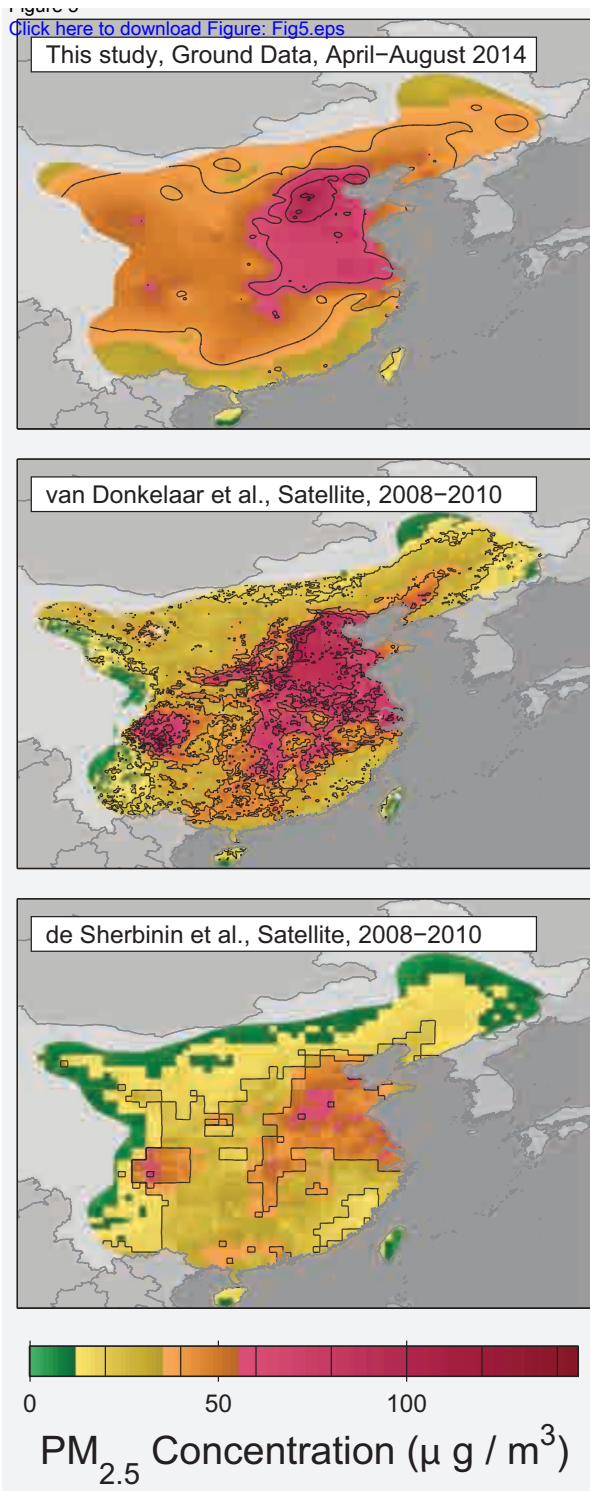 Click here to download Figure: Fig5.eps
This study, Ground Data, April−August 2014
van Donkelaar et al., Satellite, 2008−2010
de Sherbinin et al., Satellite, 2008−2010
0 50 100
PM2.5 Concentration (μ g / m3)